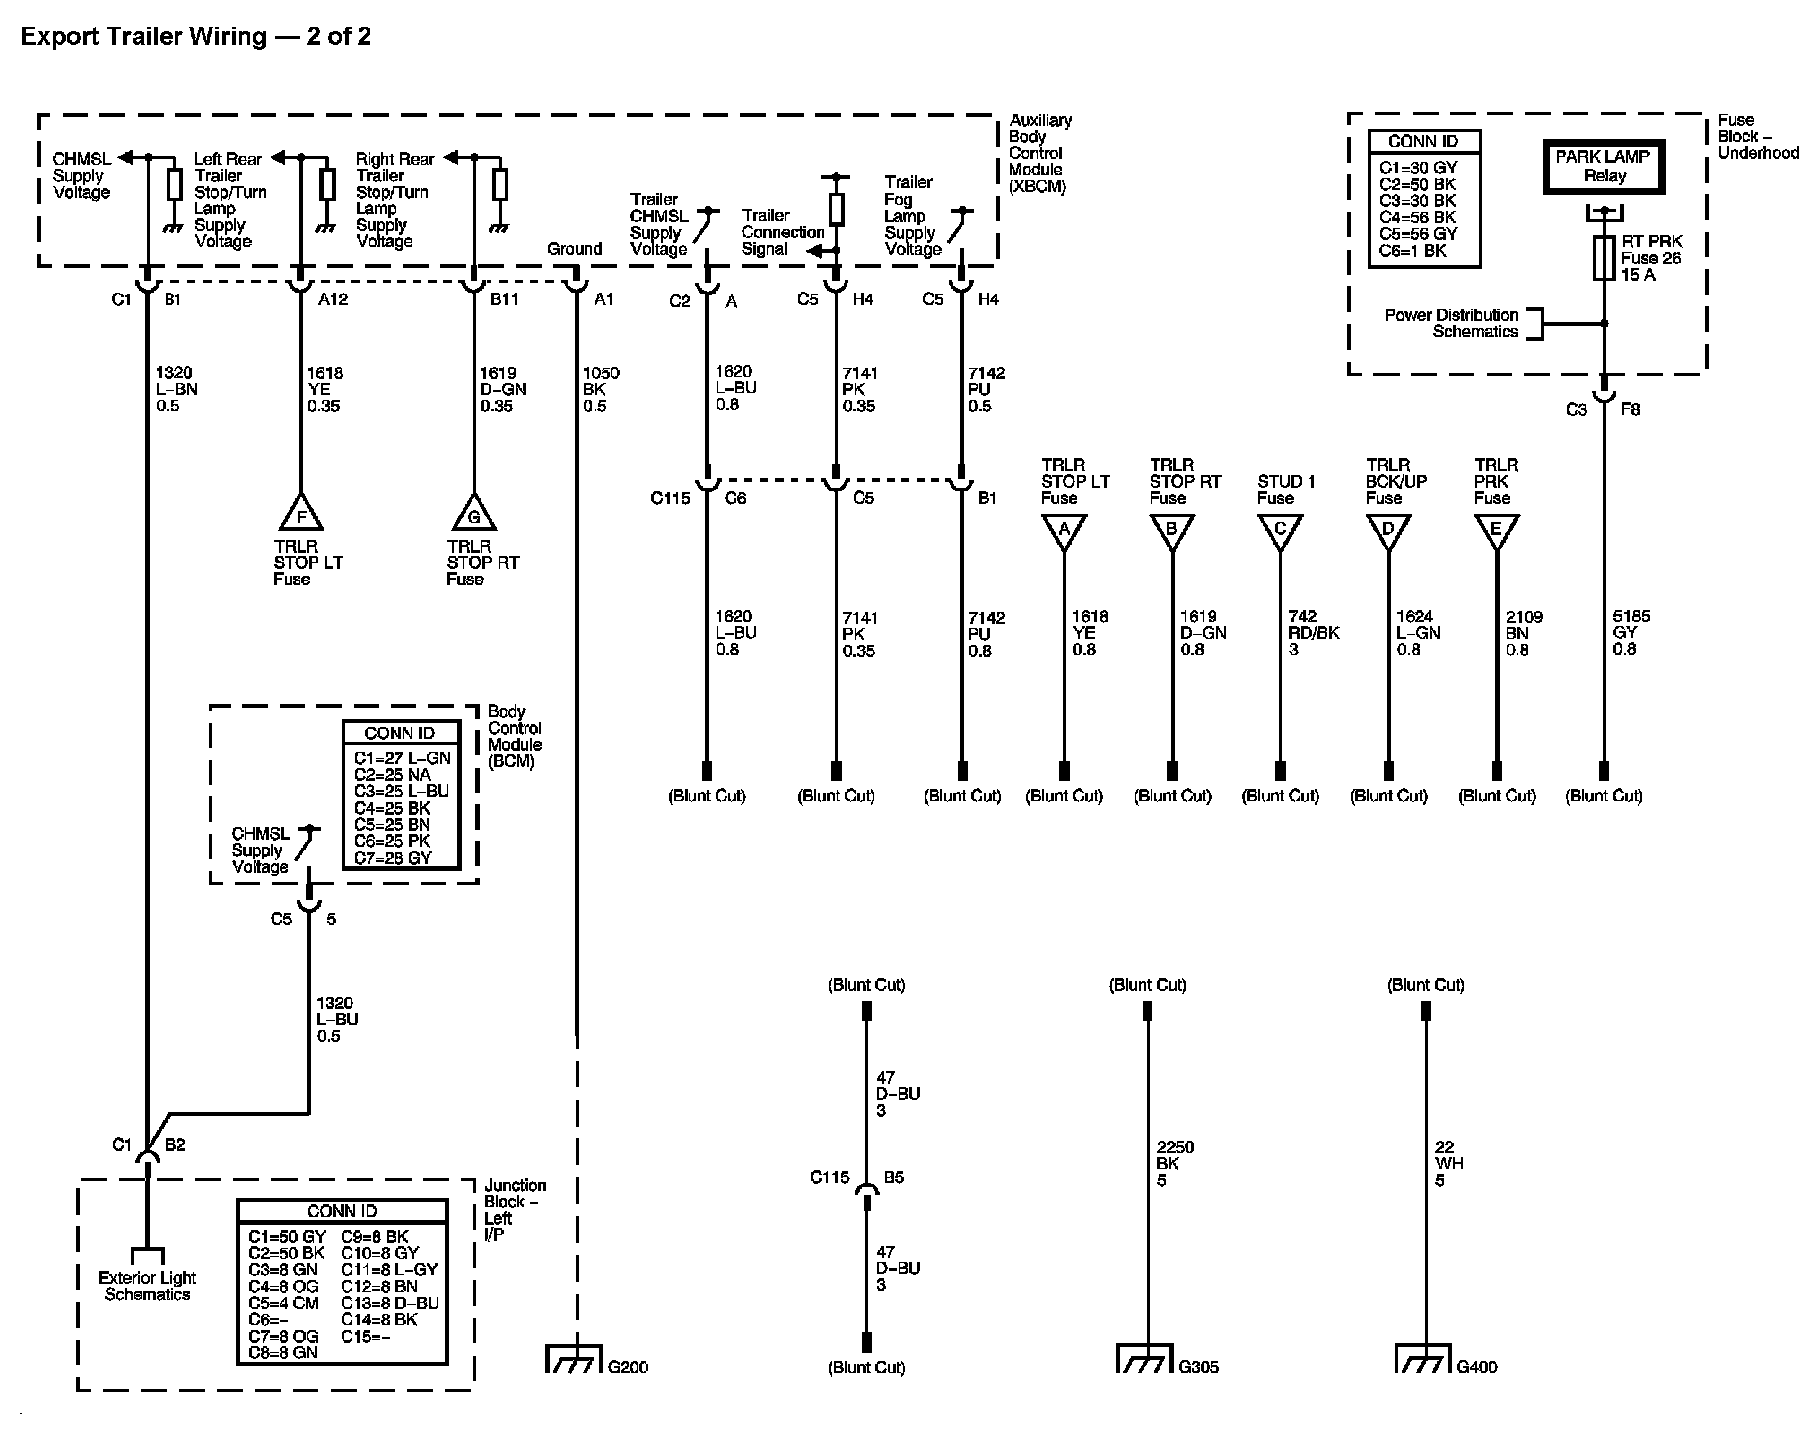 Export Trailer Wiring — 2 of 2
CHMSL
Supply
Voltage
Left Rear
Trailer
Stop/Turn
Lamp
Supply
Voltage
Right Rear
Trailer
Stop/Turn
Lamp
Supply
Voltage
Ground
Trailer
CHMSL
Supply
Voltage
Trailer
Connection
Signal
Trailer
Fog
Lamp
Supply
Voltage
Auxiliary
Body
Control
Module
(XBCM)
C1 B1
A12
B11
A1
C2 A
C5 H4
C5 H4
1320
L–BN
0.5
1618
YE
0.35
1619
D–GN
0.35
1050
BK
0.5
1620
L–BU
0.8
7141
PK
0.35
7142
PU
0.5
F
TRLR
STOP LT
Fuse
G
TRLR
STOP RT
Fuse
C115 C6
C5
B1
1620
L–BU
0.8
7141
PK
0.35
7142
PU
0.8
(Blunt Cut)
(Blunt Cut)
(Blunt Cut)
CONN ID
C1=30 GY
C2=50 BK
C3=30 BK
C4=56 BK
C5=56 GY
C6=1 BK
PARK LAMP
Relay
RT PRK
Fuse 26
15 A
Power Distribution
Schematics
Fuse
Block –
Underhood
C3 F8
TRLR
STOP LT
Fuse
A
TRLR
STOP RT
Fuse
B
STUD 1
Fuse
C
TRLR
BCK/UP
Fuse
D
TRLR
PRK
Fuse
E
1618
YE
0.8
1619
D–GN
0.8
742
RD/BK
3
1624
L–GN
0.8
2109
BN
0.8
5185
GY
0.8
(Blunt Cut)
(Blunt Cut)
(Blunt Cut)
(Blunt Cut)
(Blunt Cut)
(Blunt Cut)
Body
Control
Module
(BCM)
CONN ID
C1=27 L–GN
C2=25 NA
C3=25 L–BU
C4=25 BK
C5=25 BN
C6=25 PK
C7=28 GY
CHMSL
Supply
Voltage
C5 5
1320
L–BU
0.5
C1 B2
Junction
Block –
Left
I/P
CONN ID
C1=50 GY C9=8 BK
C2=50 BK C10=8 GY
C3=8 GN C11=8 L–GY
C4=8 OG C12=8 BN
C5=4 CM C13=8 D–BU
C6=– C14=8 BK
C7=8 OG C15=–
C8=8 GN
Exterior Light
Schematics
G200
(Blunt Cut)
47
D–BU
3
C115 B5
47
D–BU
3
(Blunt Cut)
(Blunt Cut)
2250
BK
5
G305
(Blunt Cut)
22
WH
5
G400